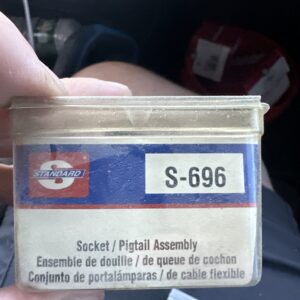 S
STANDARD
S-696
Socket / Pigtail Assembly
Ensemble de douille / de queue de cochon
Conjunto de portalámparas / de cable flexible